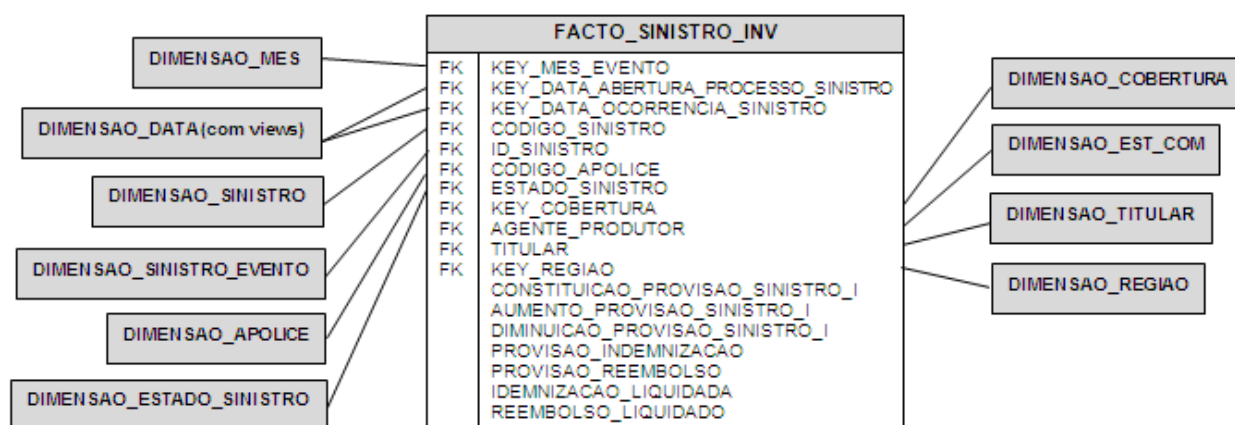 FACTO_SINISTRO_INV
DIMENSAO_MES
DIMENSAO_DATA(com views)
DIMENSAO_SINISTRO
DIMENSAO_SINISTRO_EVENTO
DIMENSAO_APOLICE
DIMENSAO_ESTADO_SINISTRO
FK KEY_MES_EVENTO
FK KEY_DATA_ABERTURA_PROCESSO_SINISTRO
FK KEY_DATA_OCORRENCIA_SINISTRO
FK CODIGO_SINISTRO
FK ID_SINISTRO
FK CODIGO_APOLICE
FK ESTADO_SINISTRO
FK KEY_COBERTURA
FK AGENTE_PRODUTOR
FK TITULAR
FK KEY_REGIAO
CONSTITUICAO_PROVISAO_SINISTRO_I
AUMENTO_PROVISAO_SINISTRO_I
DIMINUICAO_PROVISAO_SINISTRO_I
PROVISAO_INDEMNIZACAO
PROVISAO_REEMBOLSO
IDEMNIZACAO_LIQUIDADA
REEMBOLSO_LIQUIDADO
DIMENSAO_COBERTURA
DIMENSAO_EST_COM
DIMENSAO_TITULAR
DIMENSAO_REGIAO